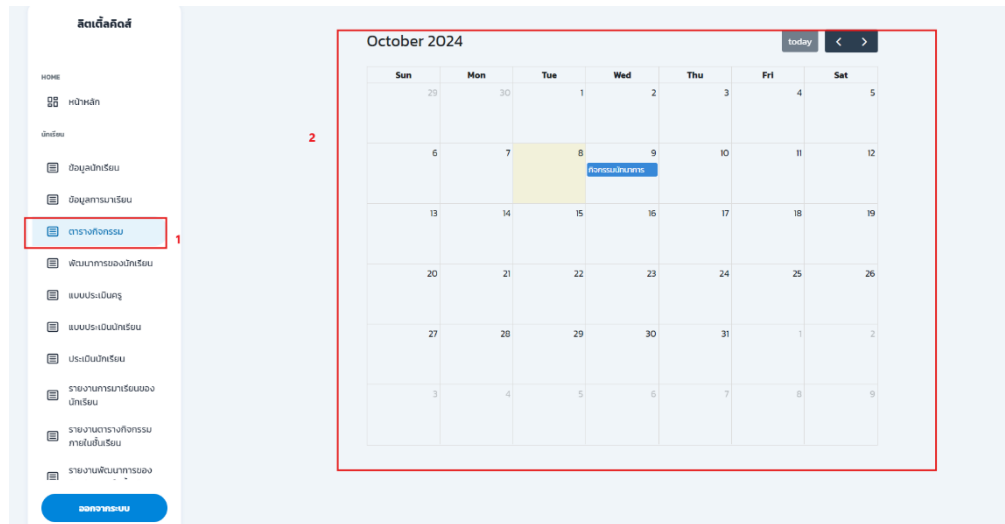 ลิตเติ้ลคิดส์
HOME
หน้าหลัก
นักเรียน
ข้อมูลนักเรียน
ข้อมูลการมาเรียน
ตารางกิจกรรม
1
พัฒนาการของนักเรียน
แบบประเมินครู
แบบประเมินนักเรียน
ประเมินนักเรียน
รายงานการมาเรียนของ
นักเรียน
รายงานตารางกิจกรรม
ภายในชั้นเรียน
รายงานพัฒนาการของ
ออกจากระบบ
2
October 2024
today < >
Sun Mon Tue Wed Thu Fri Sat
29 30 1 2 3 4 5
6 7 8 9 10 11 12
กิจกรรมนักนาการ
13 14 15 16 17 18 19
20 21 22 23 24 25 26
27 28 29 30 31 1 2
3 4 5 6 7 8 9